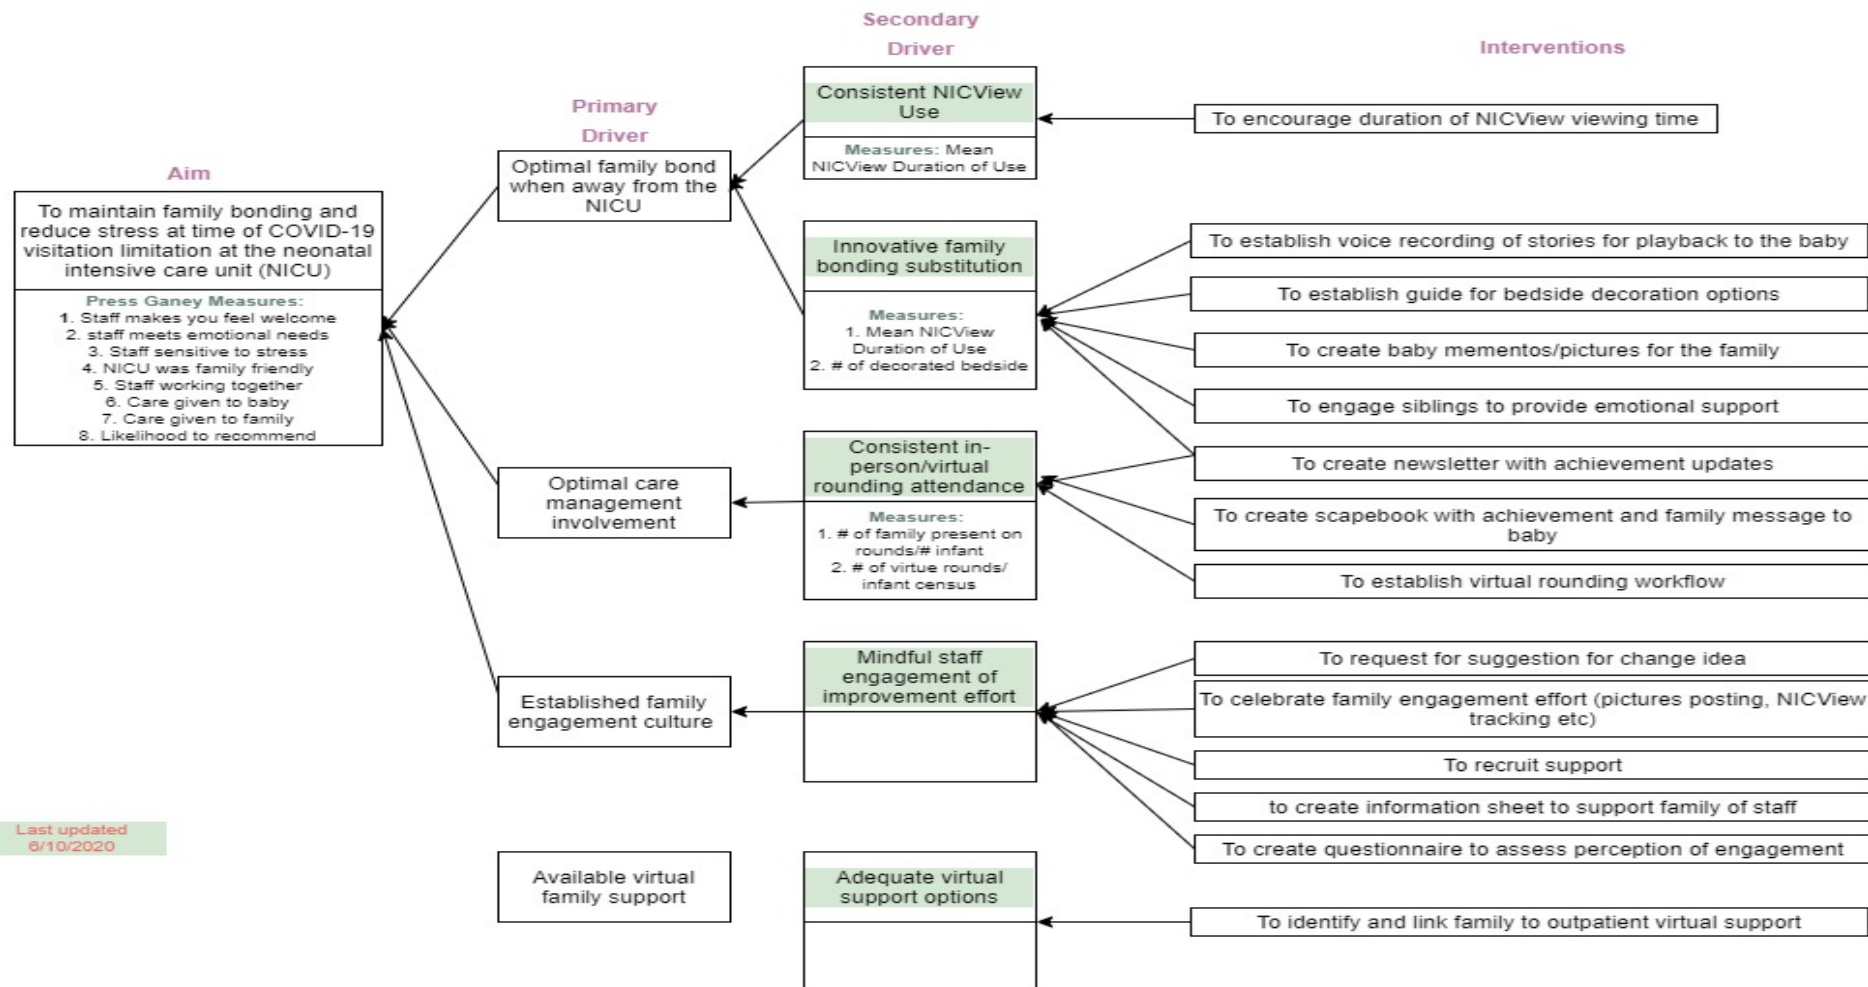 Aim
To maintain family bonding and
reduce stress at time of COVID-19
visitation limitation at the neonatal
intensive care unit (NICU)
Press Ganey Measures:
1. Staff makes you feel welcome
2. staff meets emotional needs
3. Staff sensitive to stress
4. NICU was family friendly
5. Staff working together
6. Care given to baby
7. Care given to family
8. Likelihood to recommend
Last updated
6/10/2020
Primary
Driver
Optimal family bond
when away from the
NICU
Optimal care
management
involvement
Established family
engagement culture
Available virtual
family support
Secondary
Driver
Consistent NICView
Use
Measures: Mean
NICView Duration of Use
Innovative family
bonding substitution
Measures:
1. Mean NICView
Duration of Use
2. # of decorated bedside
Consistent in-
person/virtual
rounding attendance
Measures:
1. # of family present on
rounds/# infant
2. # of virtue rounds/
infant census
Mindful staff
engagement of
improvement effort
Adequate virtual
support options
Interventions
To encourage duration of NICView viewing time
To establish voice recording of stories for playback to the baby
To establish guide for bedside decoration options
To create baby mementos/pictures for the family
To engage siblings to provide emotional support
To create newsletter with achievement updates
To create scapebook with achievement and family message to
baby
To establish virtual rounding workflow
To request for suggestion for change idea
To celebrate family engagement effort (pictures posting, NICView
tracking etc)
To recruit support
to create information sheet to support family of staff
To create questionnaire to assess perception of engagement
To identify and link family to outpatient virtual support